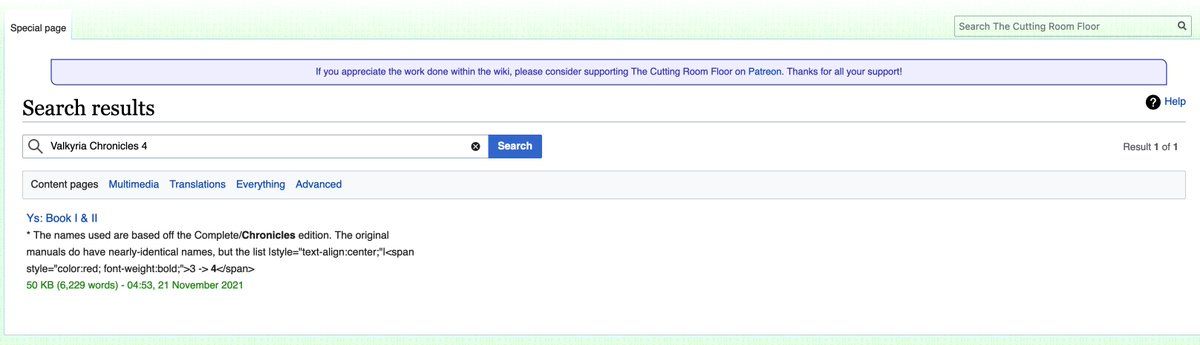 Special page
Search The Cutting Room Floor
If you appreciate the work done within the wiki, please consider supporting The Cutting Room Floor on Patreon. Thanks for all your support!
Search results
? Help
Valkyria Chronicles 4
Search
Result 1 of 1
Content pages Multimedia Translations Everything Advanced
Ys: Book I & II
* The names used are based off the Complete/Chronicles edition. The original
manuals do have nearly-identical names, but the list |style="text-align:center;"|<span
style="color:red; font-weight:bold;">3 -> 4</span>
50 KB (6,229 words) - 04:53, 21 November 2021